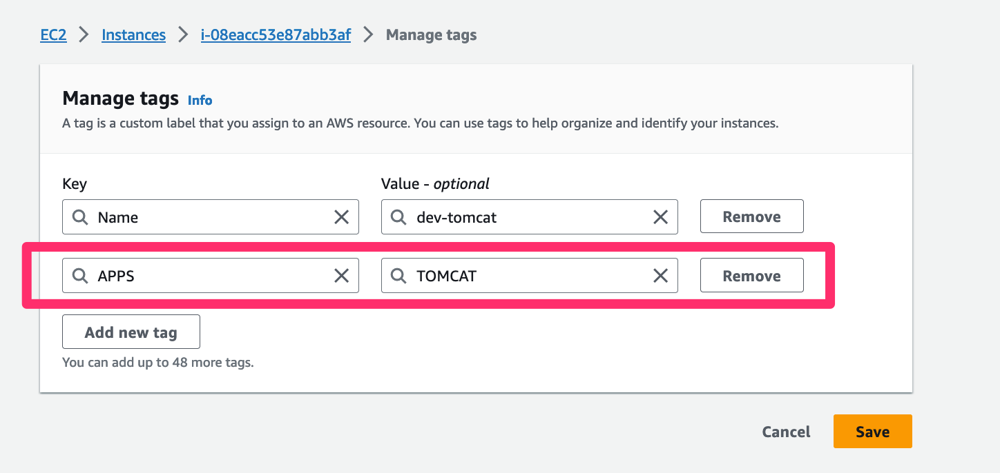 EC2 > Instances > i-08eacc53e87abb3af > Manage tags
Manage tags Info
A tag is a custom label that you assign to an AWS resource. You can use tags to help organize and identify your instances.
Key Value - optional
Name dev-tomcat Remove
APPS TOMCAT Remove
Add new tag
You can add up to 48 more tags.
Cancel Save